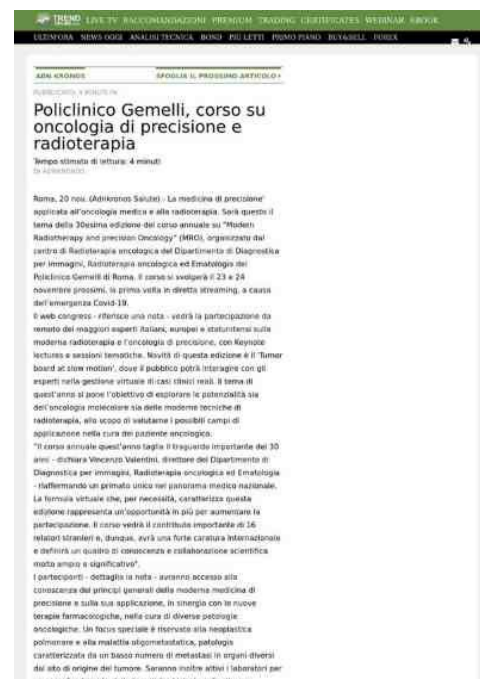 TREND
LIVE TV RACCOMANDAZIONI PREMIUM TRADING CERTIFICATES WEBINAR EBOOK
ULTIM'ORA NEWS OGGI ANALISI TECNICA BOND PIÙ LETTI PRIMO PIANO BUY&SELL FOREX
ADN KRONOS SFOGLIA IL PROSSIMO ARTICOLO
Policlinico Gemelli, corso su
oncologia di precisione e
radioterapia
Tempo stimato di lettura: 4 minuti
DI ADNKRONOS
Roma, 20 nov. (Adnkronos Salute) - La medicina di precisione'
applicata all'oncologia medica e alla radioterapia. Sarà questo il
tema della 30esima edizione del corso annuale su "Modern
Radiotherapy and precision Oncology" (MRO), organizzato dal
centro di Radioterapia oncologica del Dipartimento di Diagnostica
per immagini, Radioterapia oncologica ed Ematologia del
Policlinico Gemelli di Roma. Il corso si svolgerà il 23 e 24
novembre prossimi, la prima volta in diretta streaming, a causa
dell'emergenza Covid-19.
Il web congress - riferisce una nota - vedrà la partecipazione da
remoto dei maggiori esperti italiani, europei e statunitensi sulla
moderna radioterapia e l'oncologia di precisione, con Keynote
lectures e sessioni tematiche. Novità di questa edizione è il 'Tumor
board at slow motion', dove il pubblico potrà interagire con gli
esperti nella gestione virtuale di casi clinici reali. Il tema di
quest'anno si pone l'obiettivo di esplorare le potenzialità sia
dell'oncologia molecolare sia delle moderne tecniche di
radioterapia, allo scopo di valutarne i possibili campi di
applicazione nella cura del paziente oncologico.
"Il corso annuale quest'anno taglia il traguardo importante dei 30
anni - dichiara Vincenzo Valentini, direttore del Dipartimento di
Diagnostica per immagini, Radioterapia oncologica ed Ematologia
- riaffermando un primato unico nel panorama medico nazionale.
La formula virtuale che, per necessità, caratterizza questa
edizione rappresenta un'opportunità in più per aumentare la
partecipazione. Il corso vedrà il contributo importante di 16
relatori stranieri e, dunque, avrà una forte caratura internazionale
e definirà un quadro di conoscenza e collaborazione scientifica
molto ampio e significativo".
I partecipanti - dettaglia la nota - avranno accesso alla
conoscenza dei principi generali della moderna medicina di
precisione e sulla sua applicazione, in sinergia con le nuove
terapie farmacologiche, nella cura di diverse patologie
oncologiche. Un focus speciale è riservato alla neoplastica
polmonare e alla malattia oligometastatica, patologia
caratterizzata da un basso numero di metastasi in organi diversi
dal sito di origine del tumore. Saranno inoltre attivi i laboratori per